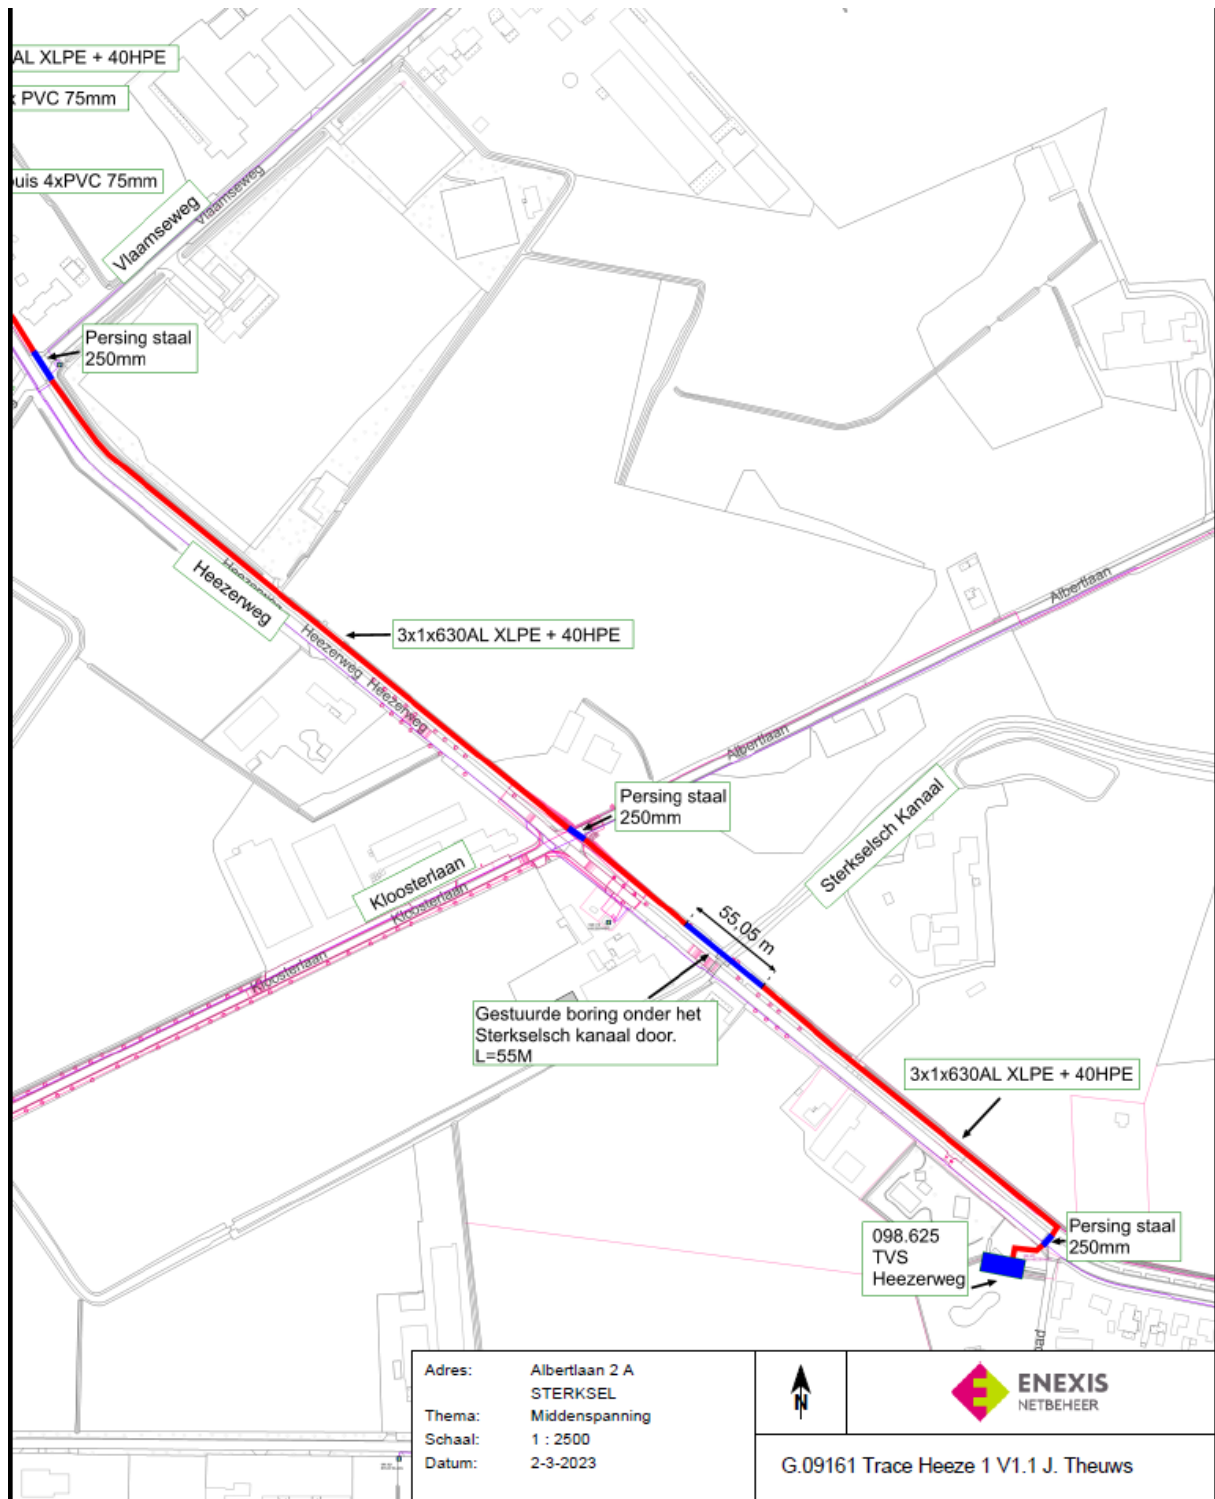 AL XLPE + 40HPE
x PVC 75mm
uis 4xPVC 75mm
Vlaamseweg
Vlaamseweg
Persing staal
250mm
Heezerweg
Heezerweg
Heezerweg
Heezerweg
3x1x630AL XLPE + 40HPE
Albertlaan
Albertlaan
Persing staal
250mm
Sterkselsch Kanaal
Kloosterlaan
Kloosterlaan
Kloosterlaan
55,05 m
Gestuurde boring onder het
Sterkselsch kanaal door.
L=55M
3x1x630AL XLPE + 40HPE
098.625
TVS
Heezerweg
Persing staal
250mm
pad
Adres: Albertlaan 2 A
STERKSEL
Thema: Middenspanning
Schaal: 1 : 2500
Datum: 2-3-2023
N
ENEXIS
NETBEHEER
G.09161 Trace Heeze 1 V1.1 J. Theuws